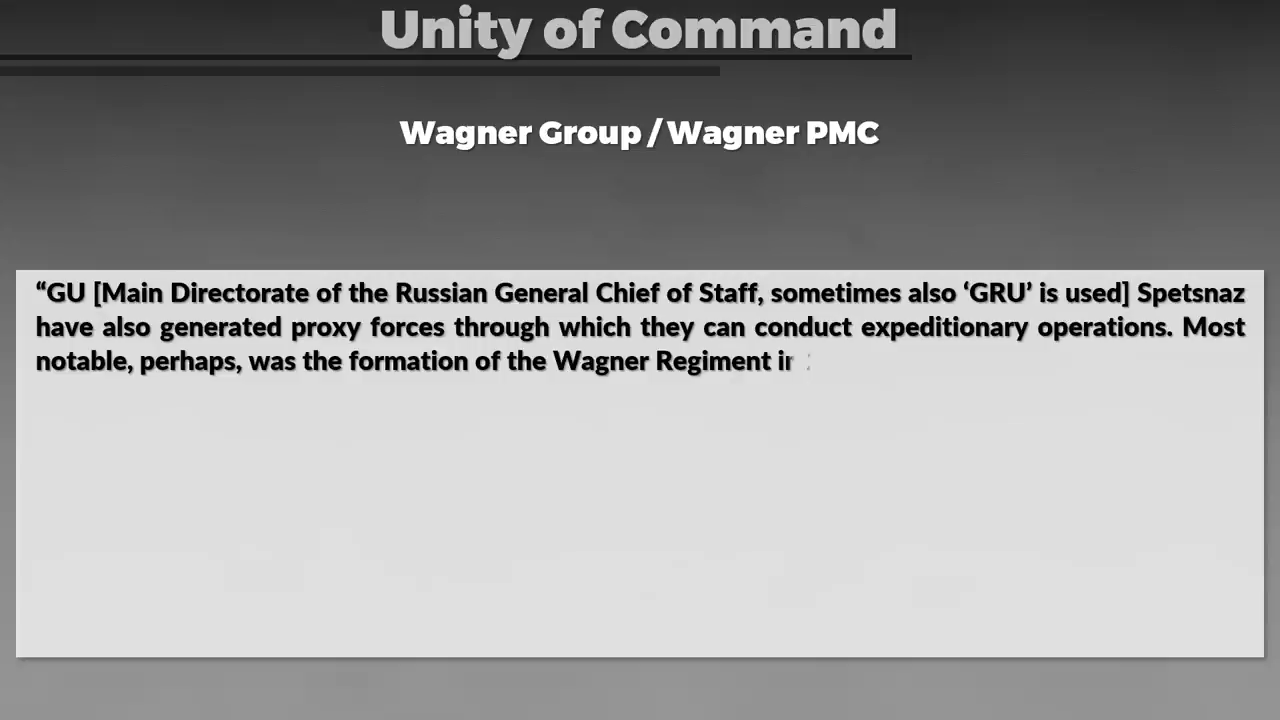 Unity of Command
Wagner Group / Wagner PMC
“GU [Main Directorate of the Russian General Chief of Staff, sometimes also ‘GRU’ is used] Spetsnaz
have also generated proxy forces through which they can conduct expeditionary operations. Most
notable, perhaps, was the formation of the Wagner Regiment